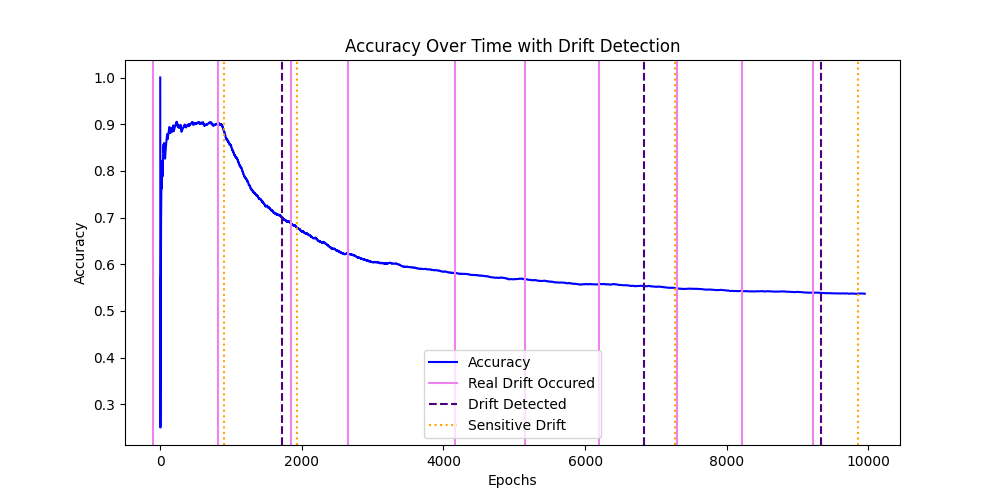 Accuracy Over Time with Drift Detection
Accuracy
1.0
0.9
0.8
0.7
0.6
0.5
0.4
0.3
Accuracy
Real Drift Occured
Drift Detected
Sensitive Drift
0 2000 4000 6000 8000 10000
Epochs